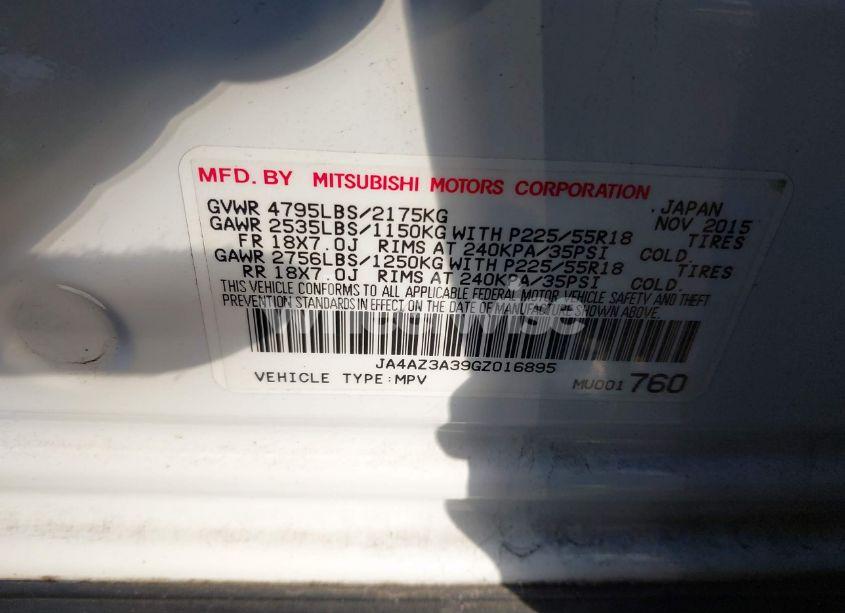 MFD. BY MITSUBISHI MOTORS CORPORATION
GVWR 4795LBS/2175KG JAPAN
NOV 2015
GAWR 2535LBS/1150KG WITH P225/55R18 TIRES
FR 18X7.0J RIMS AT 240KPA/35PSI COLD.
GAWR 2756LBS/1250KG WITH P225/55R18 TIRES
RR 18X7.0J RIMS AT 240KPA/35PSI COLD.
THIS VEHICLE CONFORMS TO ALL APPLICABLE FEDERAL MOTOR VEHICLE SAFETY AND THEFT
PREVENTION STANDARDS IN EFFECT, ON THE DATE OF MANUFACTURE SHOWN ABOVE.
JA4AZ3A39GZ016895
VEHICLE TYPE:MPV MU001 760